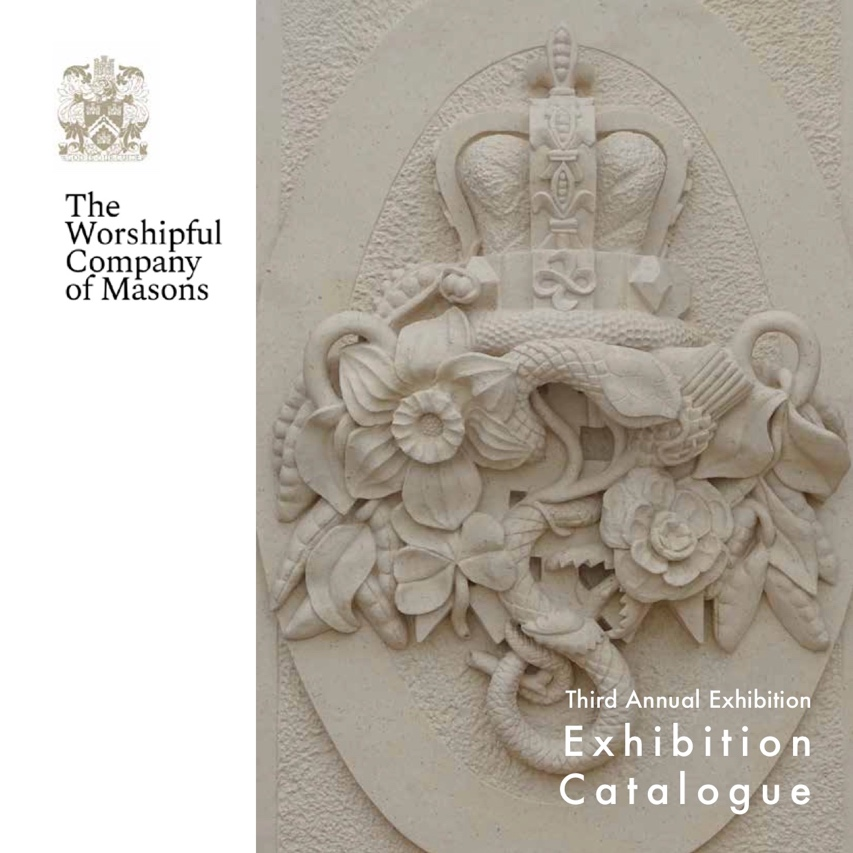 The
Worshipful
Company
of Masons
Third Annual Exhibition
Exhibition
Catalogue